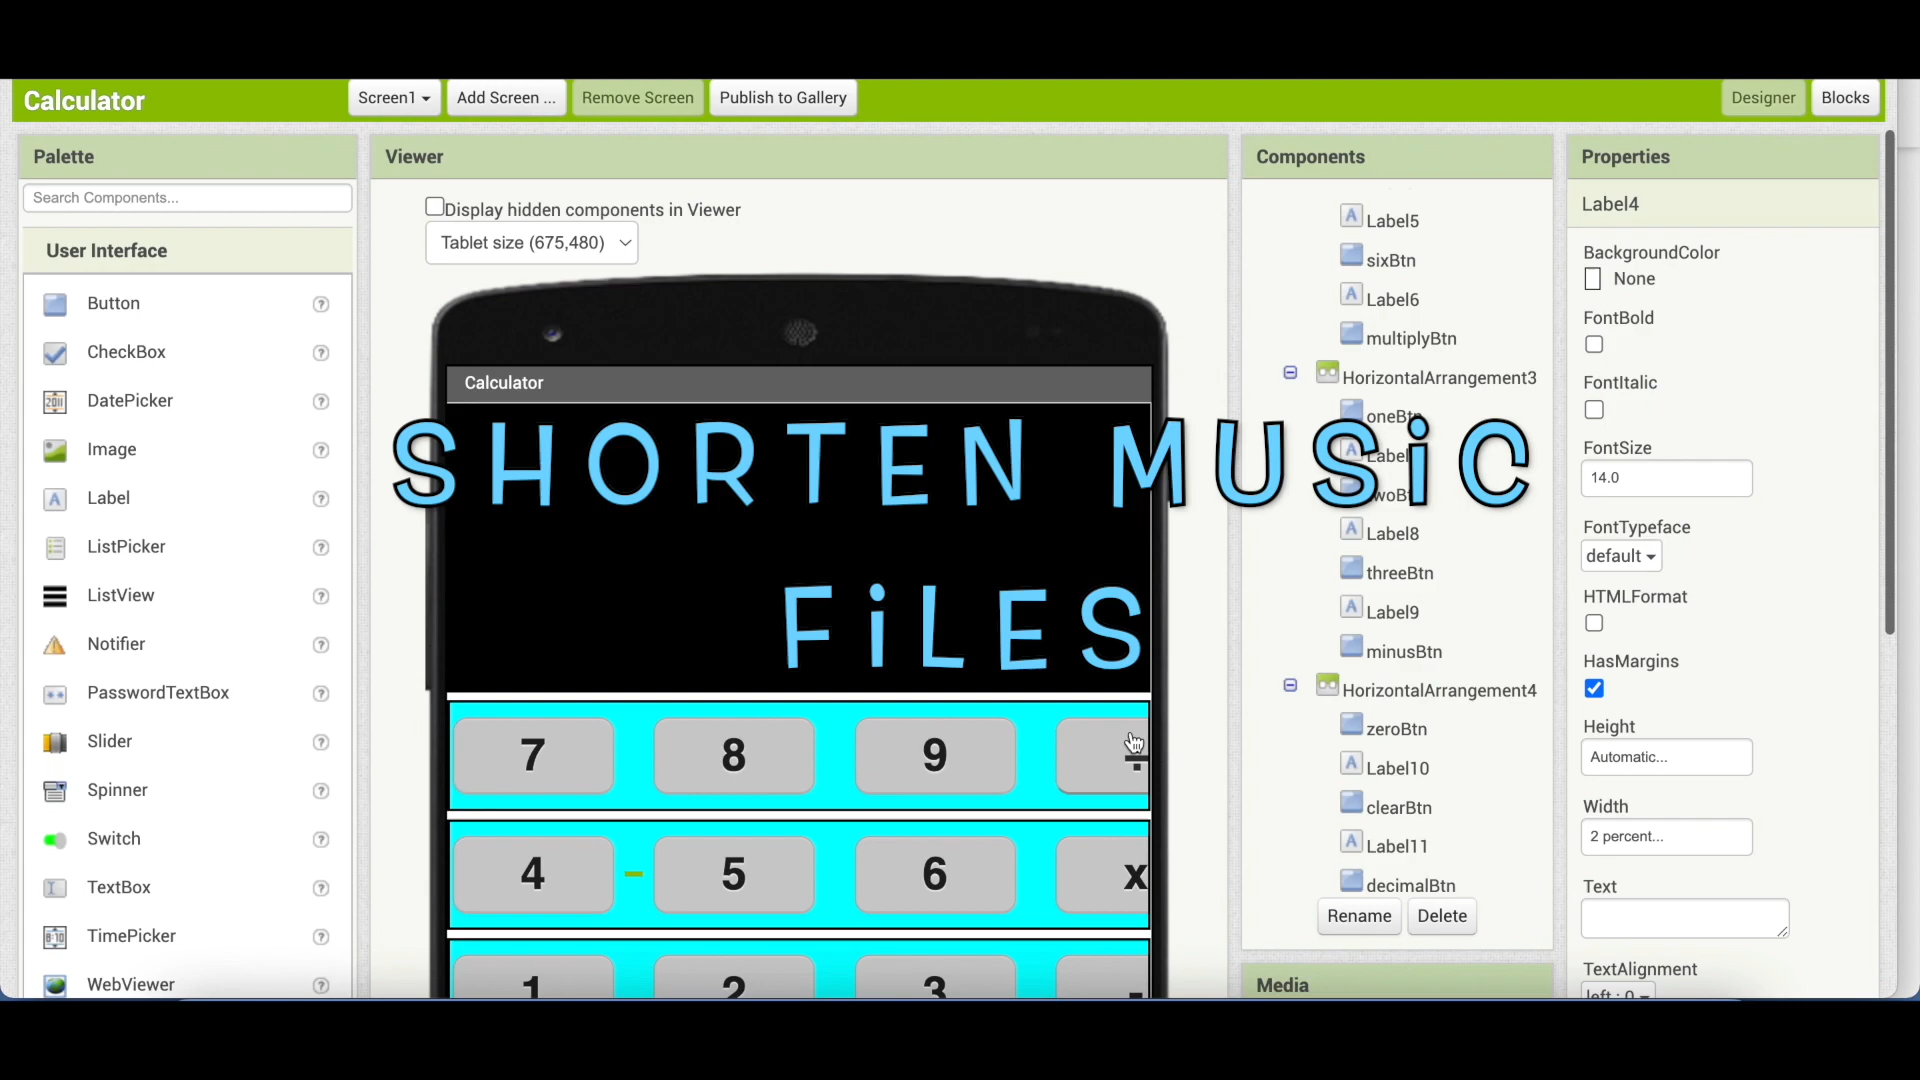 Calculator
Screen1
Add Screen ...
Remove Screen
Publish to Gallery
Designer
Blocks
Palette
Search Components...
User Interface
Button
CheckBox
DatePicker
Image
Label
ListPicker
ListView
Notifier
PasswordTextBox
Slider
Spinner
Switch
TextBox
TimePicker
WebViewer
Viewer
Display hidden components in Viewer
Tablet size (675,480)
Calculator
SHORTEN MUSiC
FiLES
7 8 9 ÷
4 - 5 6 x
1 2 3 -
Components
Label5
sixBtn
Label6
multiplyBtn
HorizontalArrangement3
oneBtn
Label8
threeBtn
Label9
minusBtn
HorizontalArrangement4
zeroBtn
Label10
clearBtn
Label11
decimalBtn
Rename
Delete
Media
Properties
Label4
BackgroundColor
None
FontBold
FontItalic
FontSize
14.0
FontTypeface
default
HTMLFormat
HasMargins
Height
Automatic...
Width
2 percent...
Text
TextAlignment
left : 0